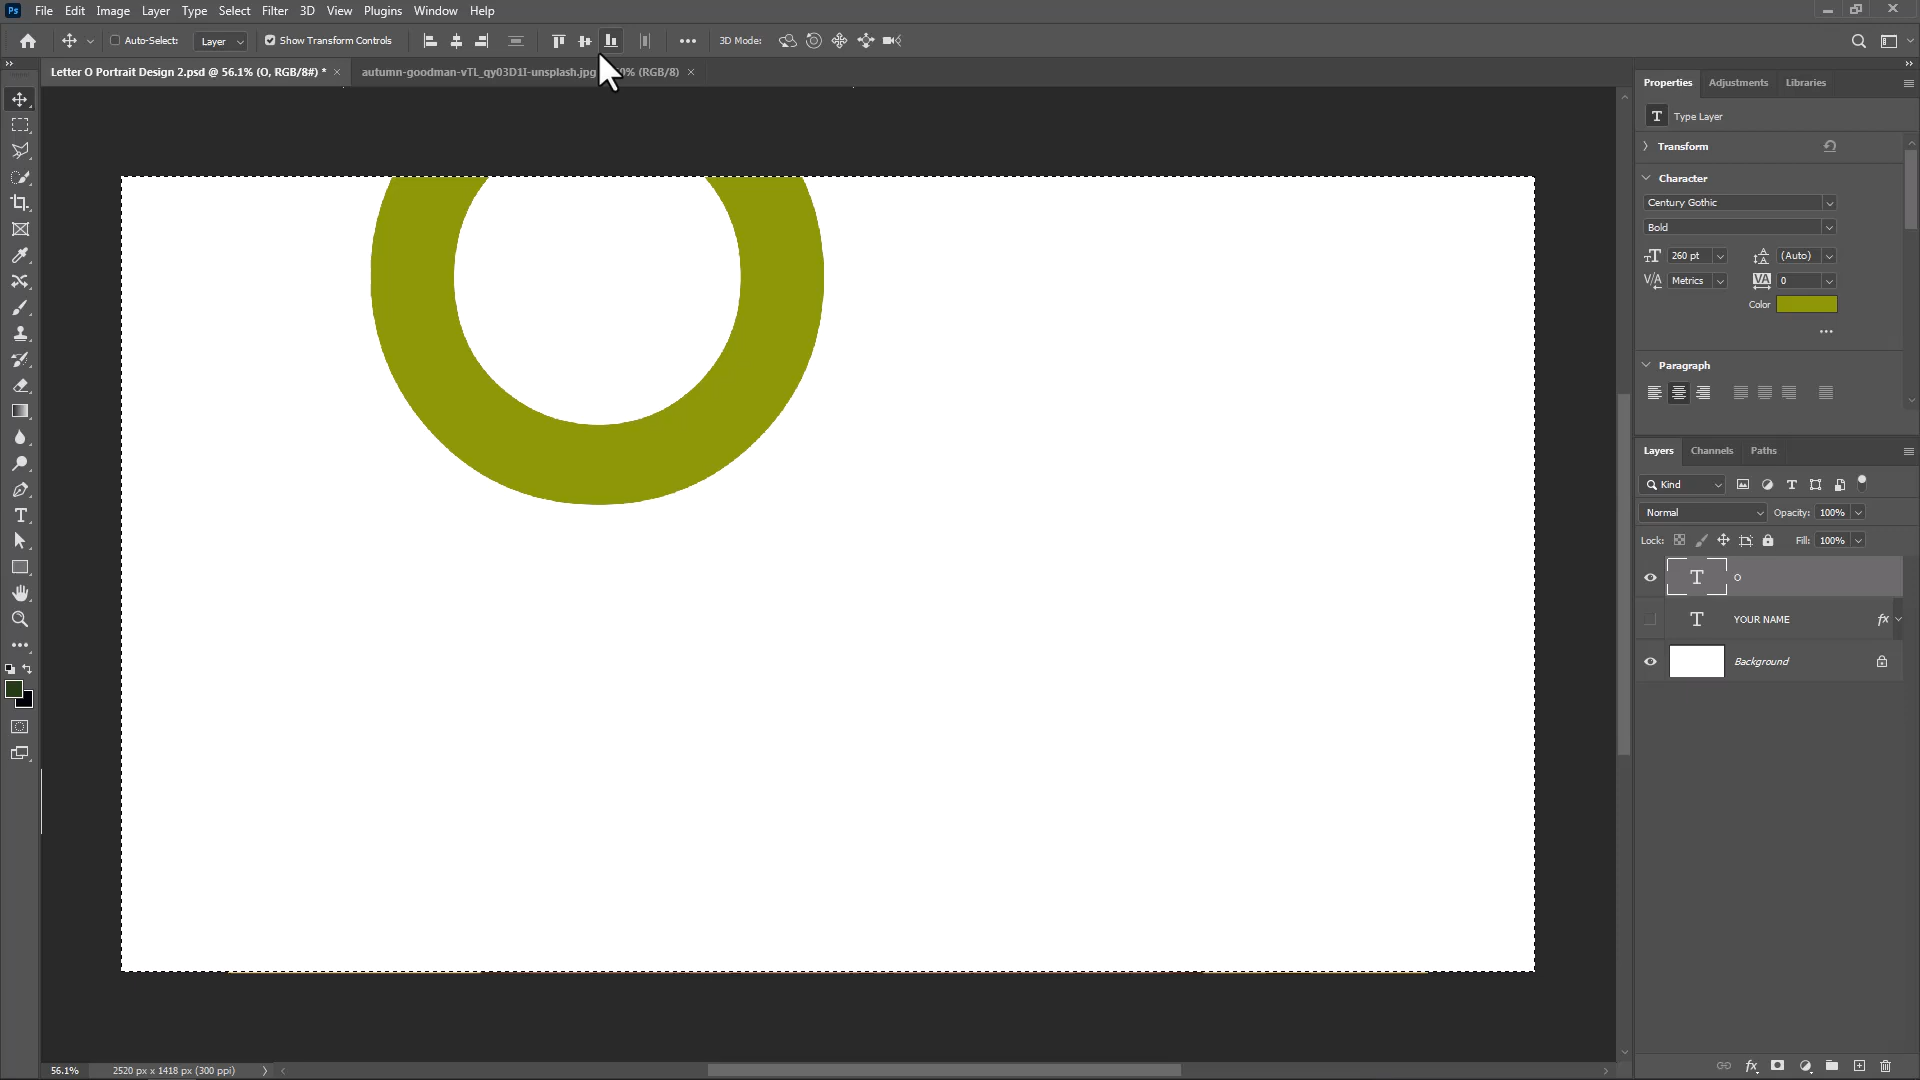 Ps File Edit Image Layer Type Select Filter 3D View Plugins Window Help
Auto-Select: Layer Show Transform Controls 3D Mode:
Letter O Portrait Design 2.psd @ 56.1% (O, RGB/8#) * × autumn-goodman-vTL_qy03D1I-unsplash.jpg 0% (RGB/8) ×
Properties Adjustments Libraries
T Type Layer
Transform
Character
Century Gothic
Bold
260 pt (Auto)
Metrics 0
Color
Paragraph
Layers Channels Paths
Kind
Normal Opacity: 100%
Lock: Fill: 100%
T O
T YOUR NAME fx
Background
56.1% 2520 px x 1418 px (300 ppi)